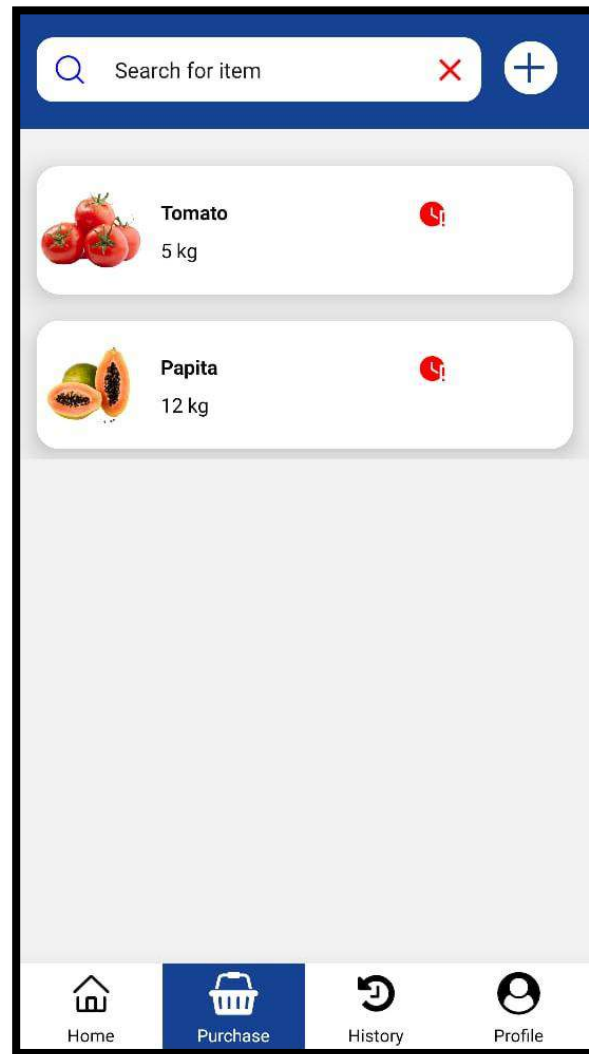 Search for item
Tomato
5 kg
Papita
12 kg
Home
Purchase
History
Profile